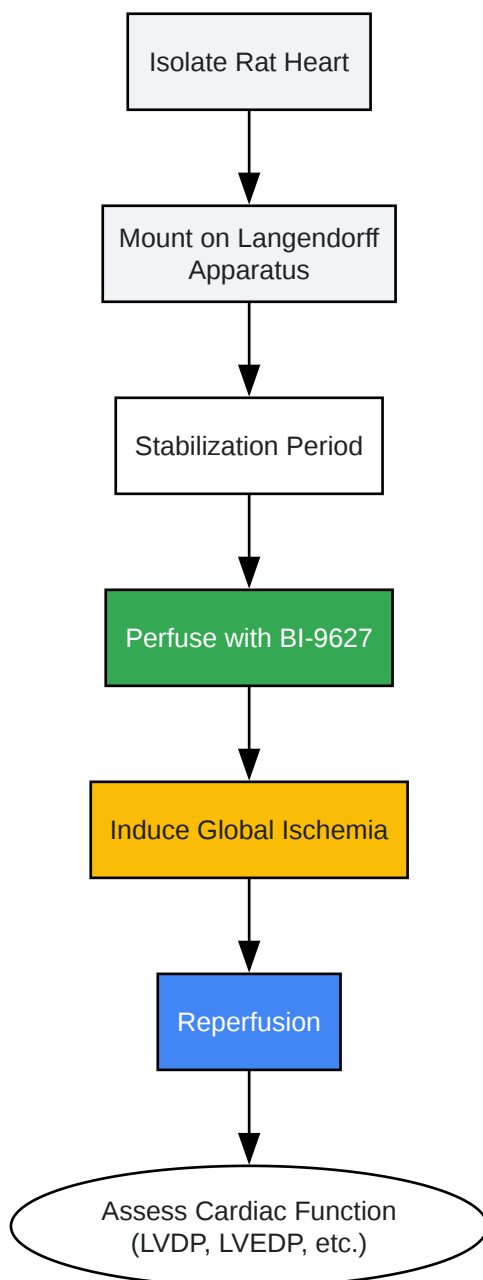 Isolate Rat Heart
Mount on Langendorff
Apparatus
Stabilization Period
Perfuse with BI-9627
Induce Global Ischemia
Reperfusion
Assess Cardiac Function
(LVDP, LVEDP, etc.)